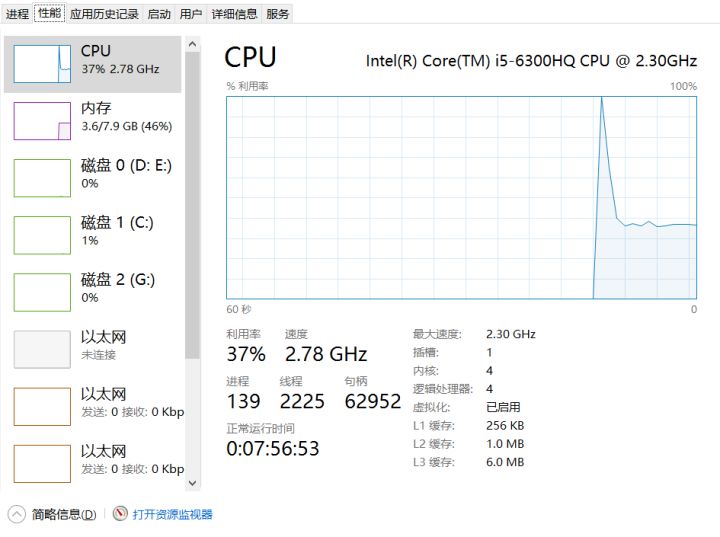 进程 性能 应用历史记录 启动 用户 详细信息 服务
CPU
37% 2.78 GHz
内存
3.6/7.9 GB (46%)
磁盘 0 (D: E:)
0%
磁盘 1 (C:)
1%
磁盘 2 (G:)
0%
以太网
未连接
以太网
发送: 0 接收: 0 Kbp
以太网
发送: 0 接收: 0 Kbp
CPU Intel(R) Core(TM) i5-6300HQ CPU @ 2.30GHz
% 利用率 100%
60 秒 0
利用率 速度
37% 2.78 GHz
进程 线程 句柄
139 2225 62952
正常运行时间
0:07:56:53
最大速度: 2.30 GHz
插槽: 1
内核: 4
逻辑处理器: 4
虚拟化: 已启用
L1 缓存: 256 KB
L2 缓存: 1.0 MB
L3 缓存: 6.0 MB
简略信息(D) 打开资源监视器